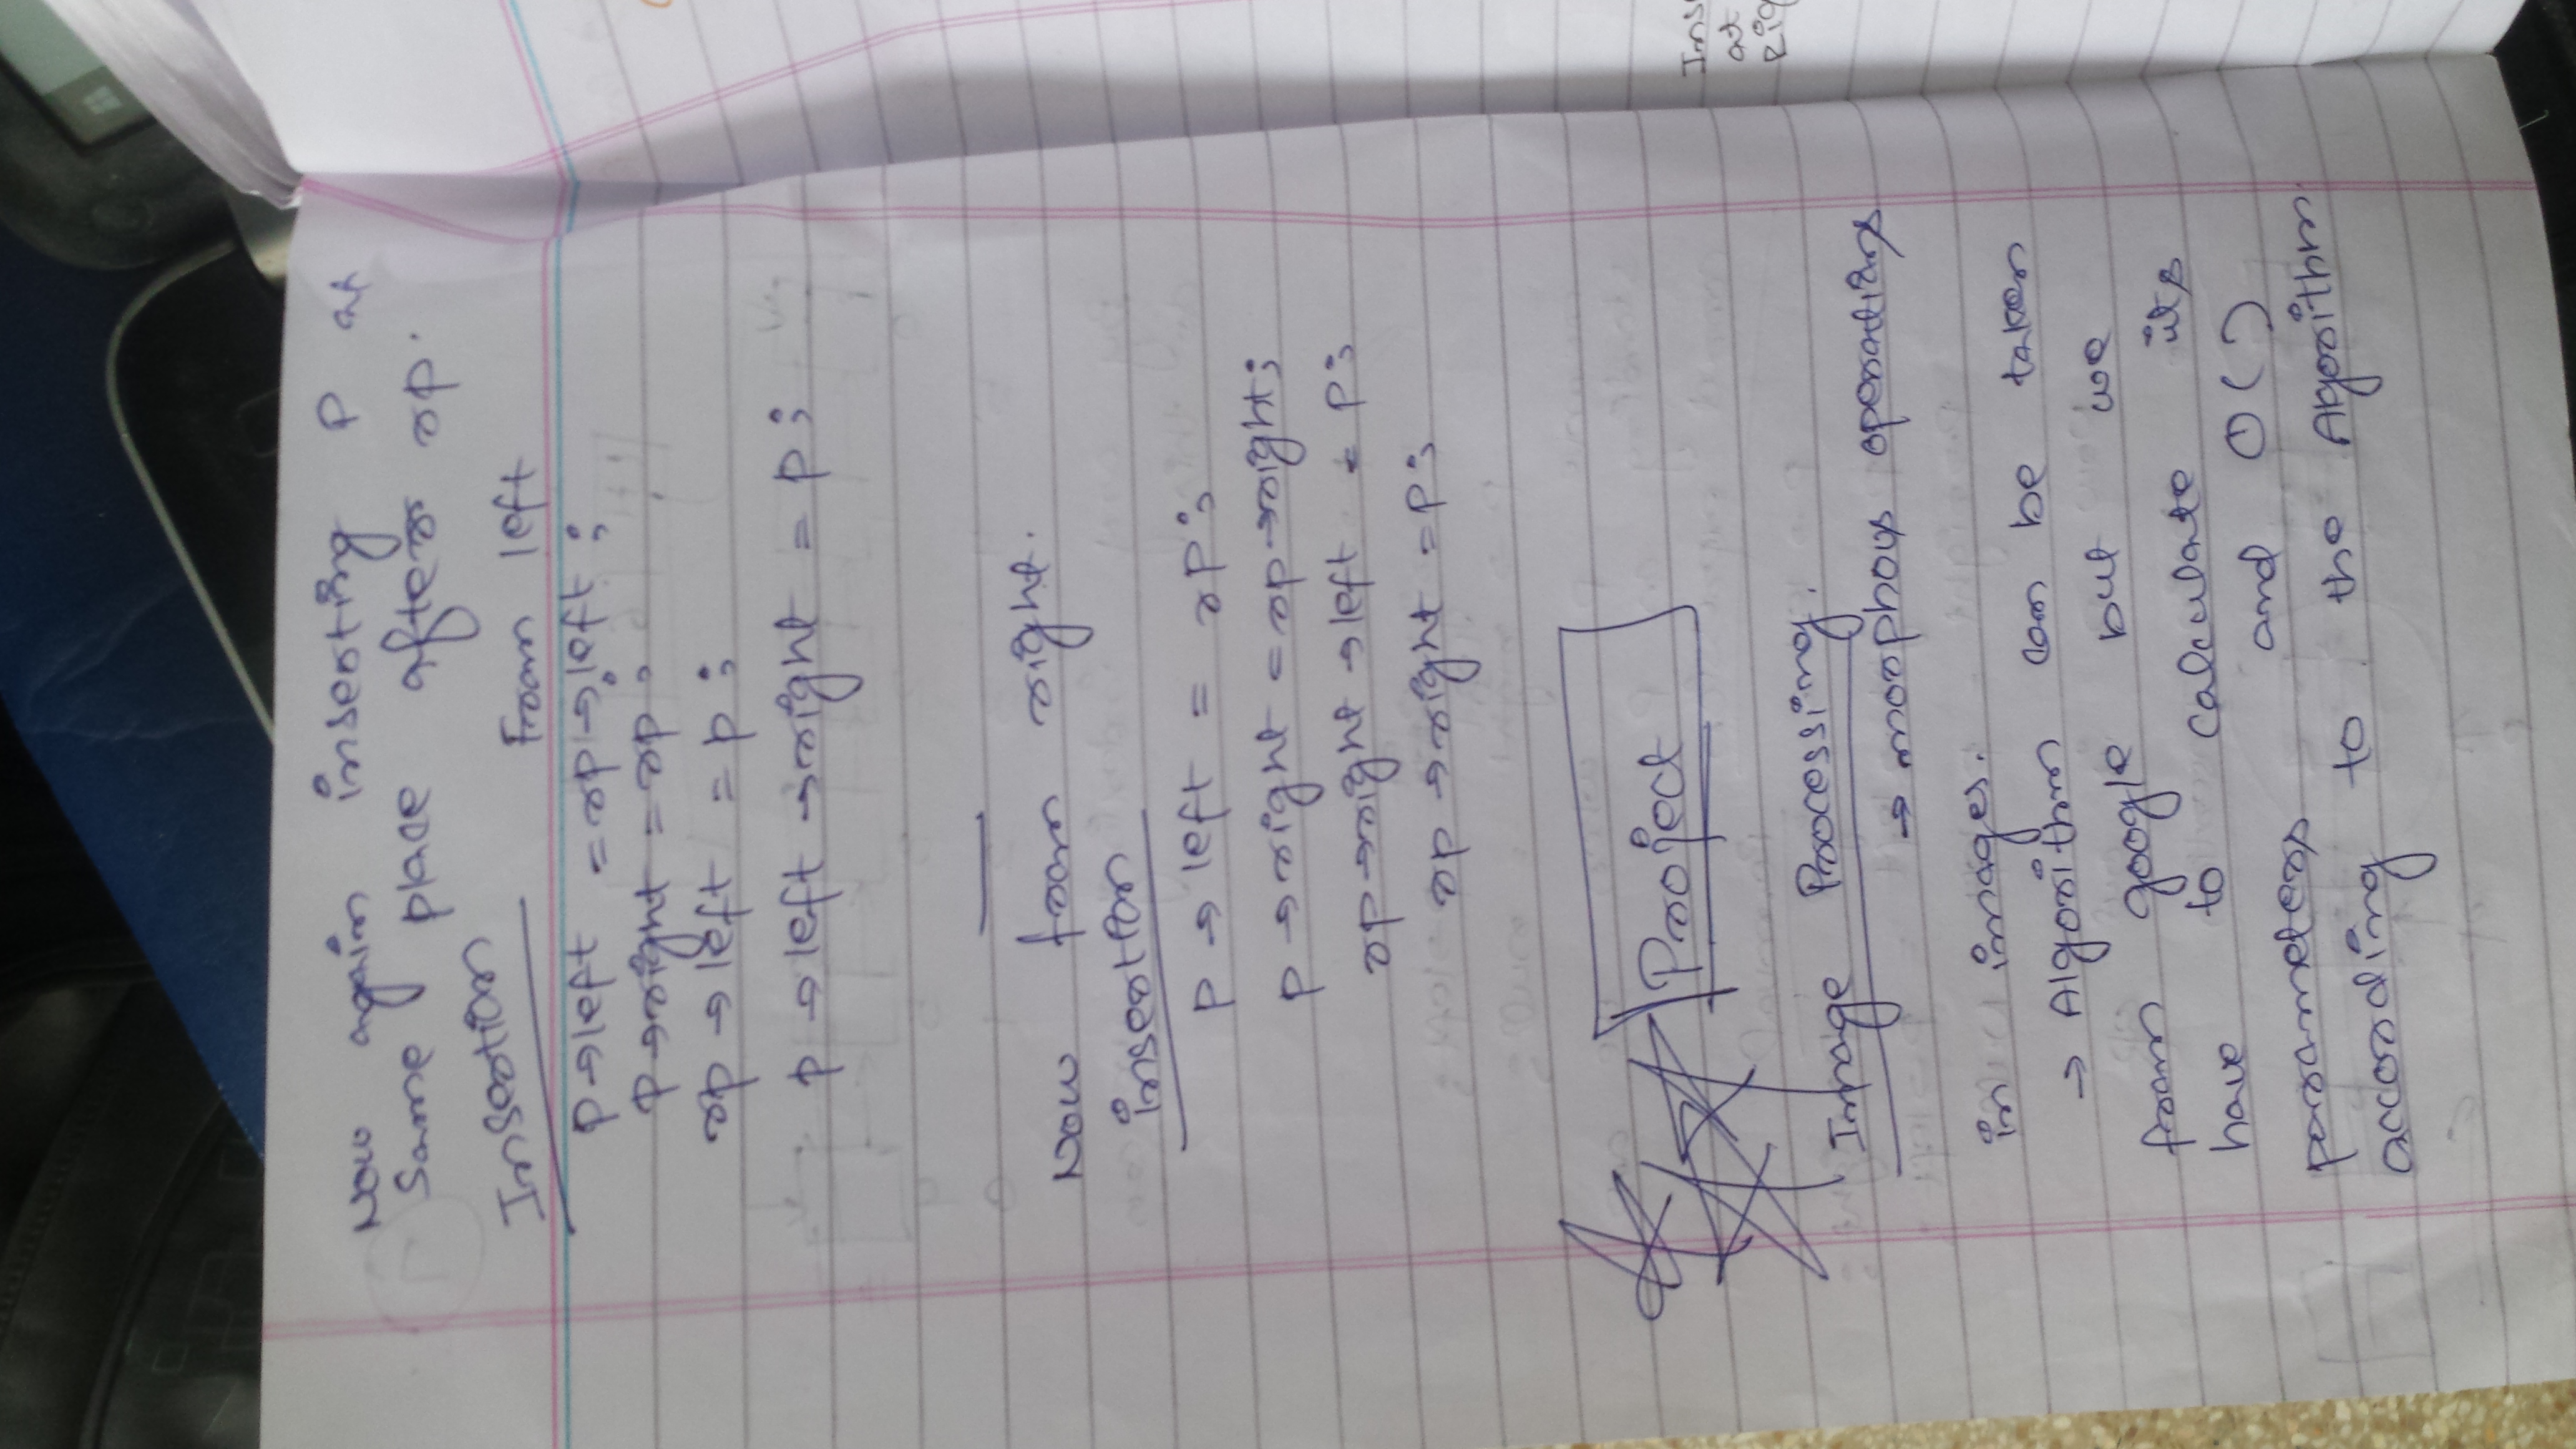 Now again inserting P at
Same place after rp.
Insertion From left
p→left = rp→left ;
p→right = rp ;
rp → left = p ;
p → left → right = p ;
Now from right.
insertion
p → left = rp ;
p → right = rp→right ;
rp→right → left = p ;
rp → right = p ;
Project
Image Processing.
→ morphous operations
in images.
→ Algorithm can be taken
from google but we
have to calculate its
parameters and O( )
according to the Algorithm
at